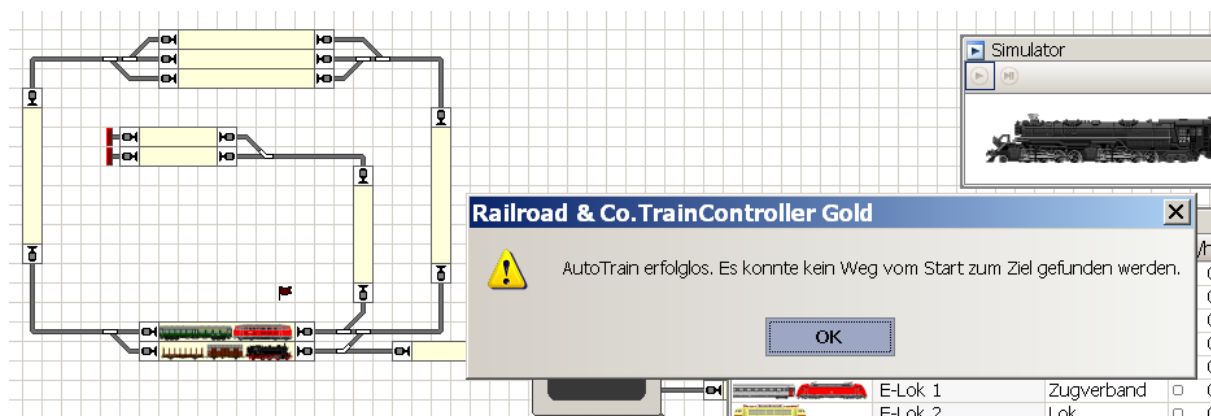 Simulator
Railroad & Co.TrainController Gold
AutoTrain erfolglos. Es konnte kein Weg vom Start zum Ziel gefunden werden.
OK
E-Lok 1 Zugverband
E-Lok 2 Lok